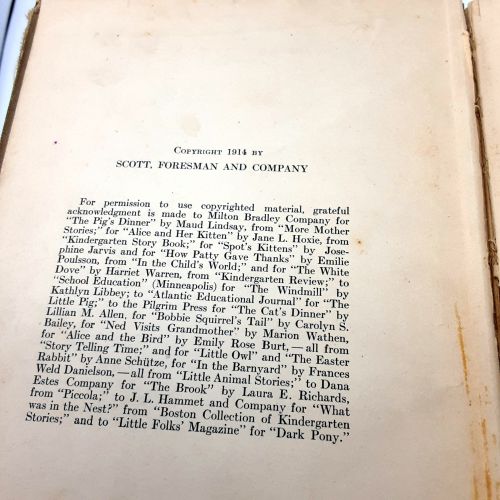 COPYRIGHT 1914 BY
SCOTT, FORESMAN AND COMPANY
For permission to use copyrighted material, grateful
acknowledgment is made to Milton Bradley Company for
"The Pig's Dinner" by Maud Lindsay, from "More Mother
Stories;" for "Alice and Her Kitten" by Jane L. Hoxie, from
"Kindergarten Story Book;" for "Spot's Kittens" by Jose-
phine Jarvis and for "How Patty Gave Thanks" by Emilie
Poulsson, from "In the Child's World;" and for "The White
Dove" by Harriet Warren, from "Kindergarten Review;" to
"School Education" (Minneapolis) for "The Windmill" by
Kathlyn Libbey; to "Atlantic Educational Journal" for "The
Little Pig;" to the Pilgrim Press for "The Cat's Dinner" by
Lillian M. Allen, for "Bobbie Squirrel's Tail" by Carolyn S.
Bailey, for "Ned Visits Grandmother" by Marion Wathen,
for "Alice and the Bird" by Emily Rose Burt,—all from
"Story Telling Time;" and for "Little Owl" and "The Easter
Rabbit" by Anne Schütze, for "In the Barnyard" by Frances
Weld Danielson,—all from "Little Animal Stories;" to Dana
Estes Company for "The Brook" by Laura E. Richards,
from "Piccola;" to J. L. Hammet and Company for "What
was in the Nest?" from "Boston Collection of Kindergarten
Stories;" and to "Little Folks' Magazine" for "Dark Pony."